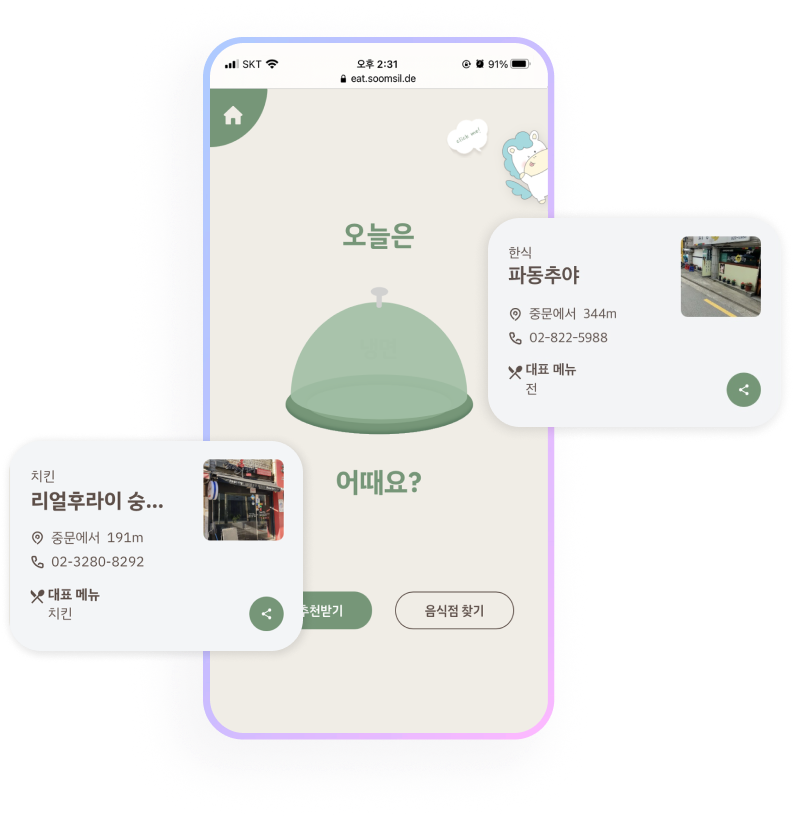 SKT
오후 2:31
91%
eat.soomsil.de
click me!
오늘은
한식
파동추야
중문에서 344m
02-822-5988
대표 메뉴
전
어때요?
치킨
리얼후라이 숭...
중문에서 191m
02-3280-8292
대표 메뉴
치킨
추천받기
음식점 찾기